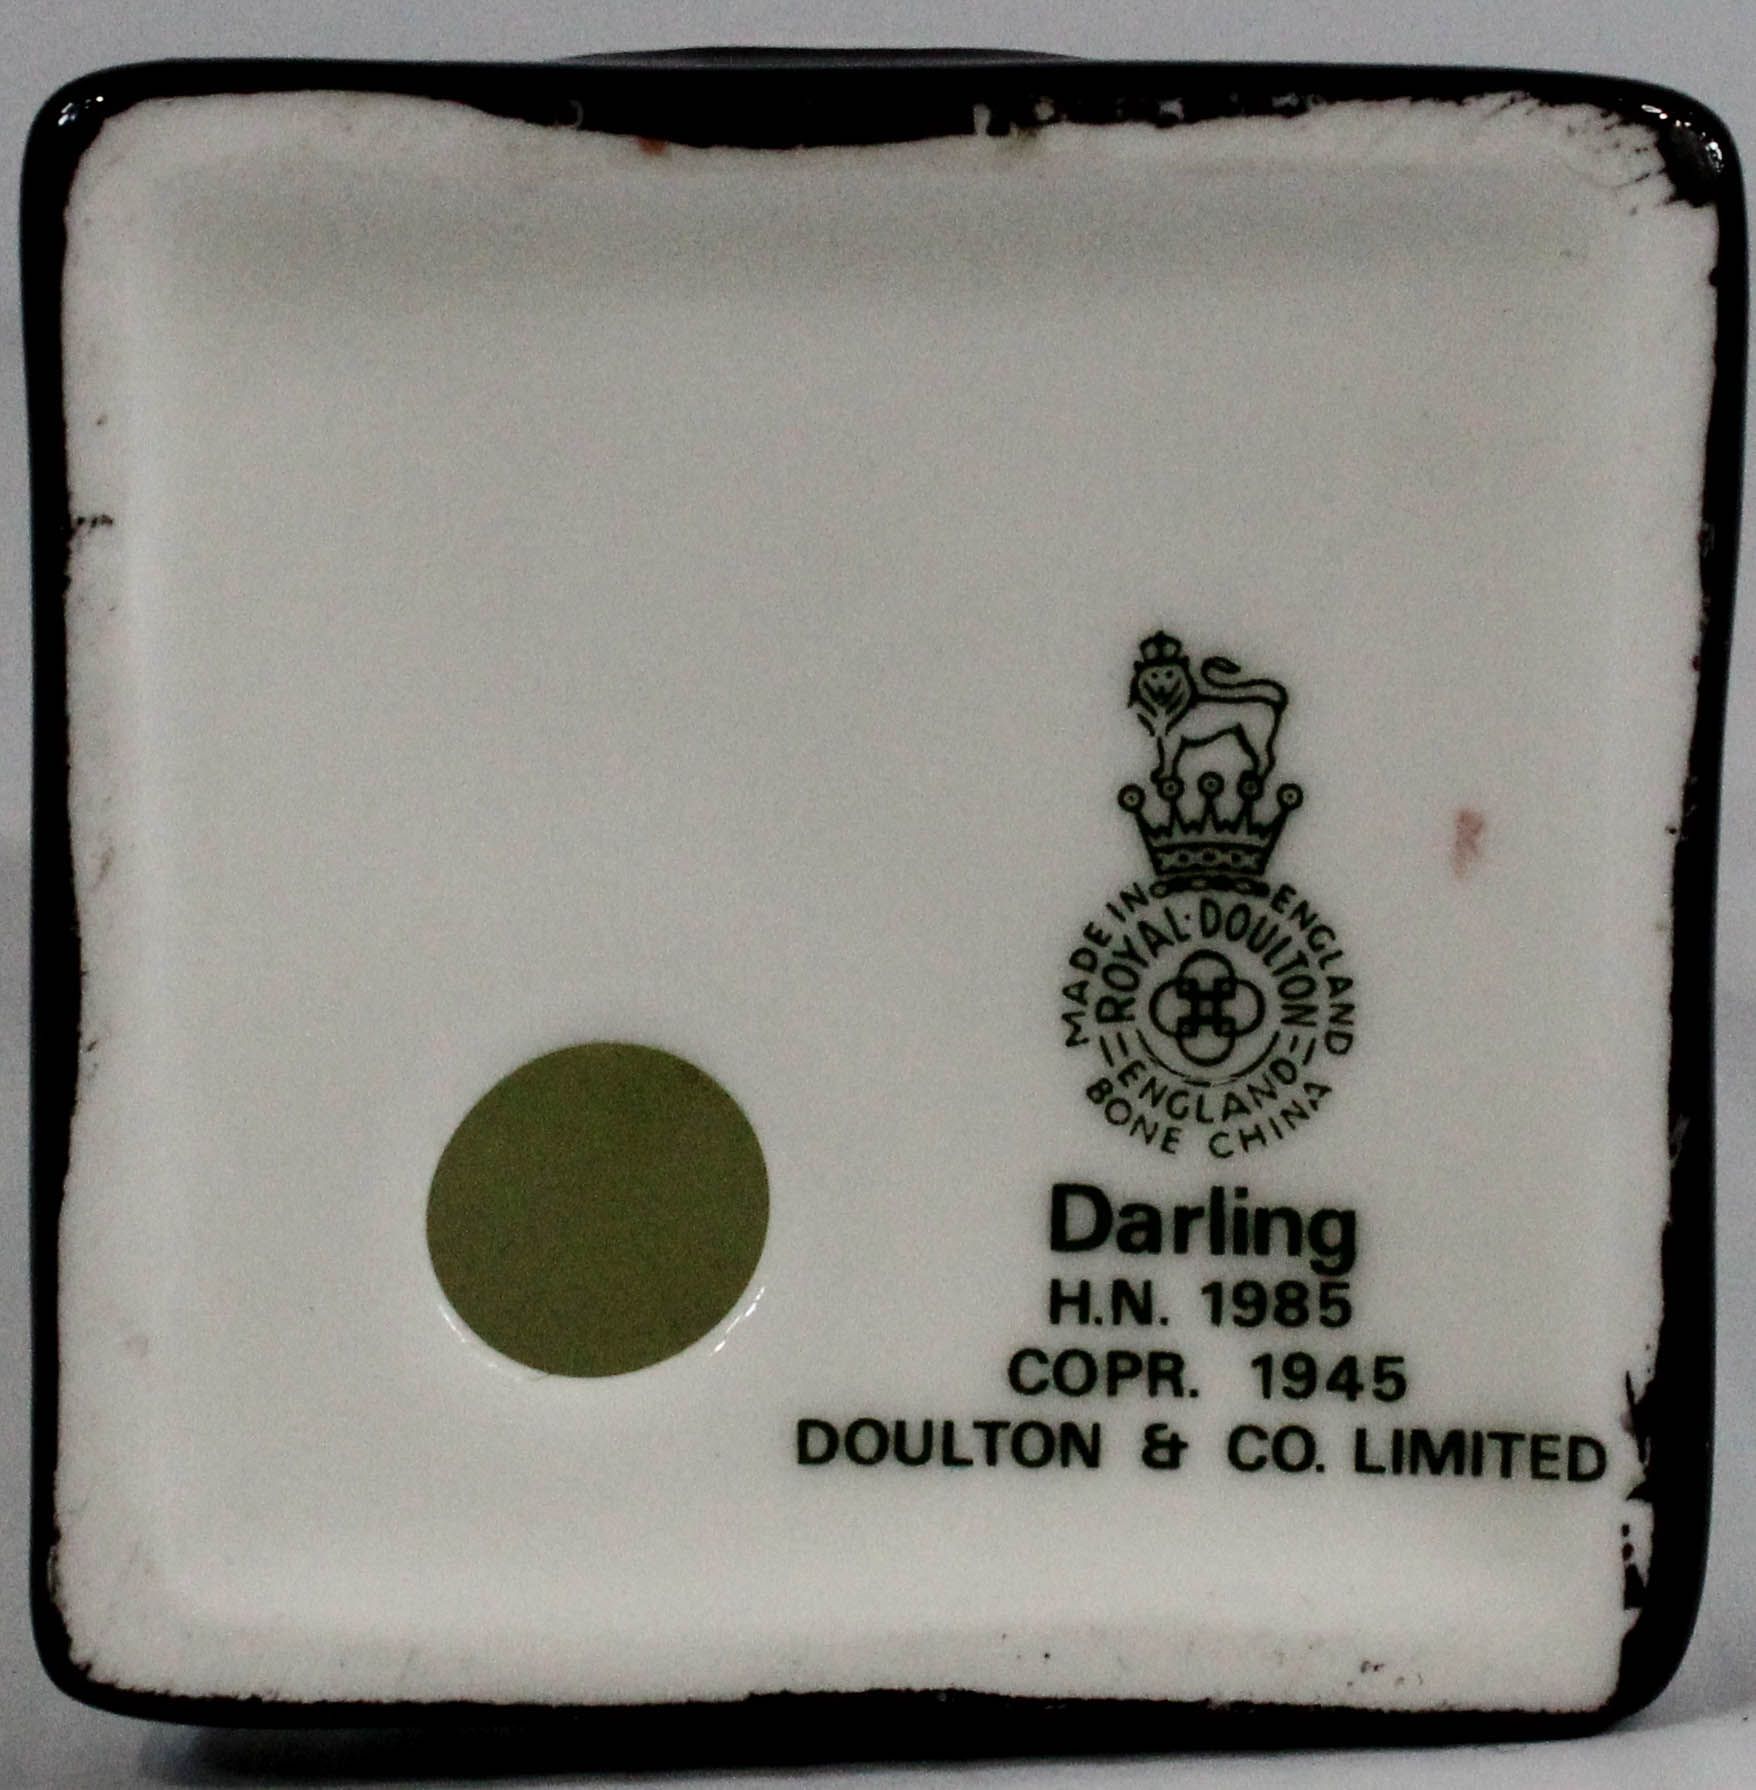 MADE IN ENGLAND
ROYAL·DOULTON
ENGLAND
BONE CHINA
Darling
H.N. 1985
COPR. 1945
DOULTON & CO. LIMITED